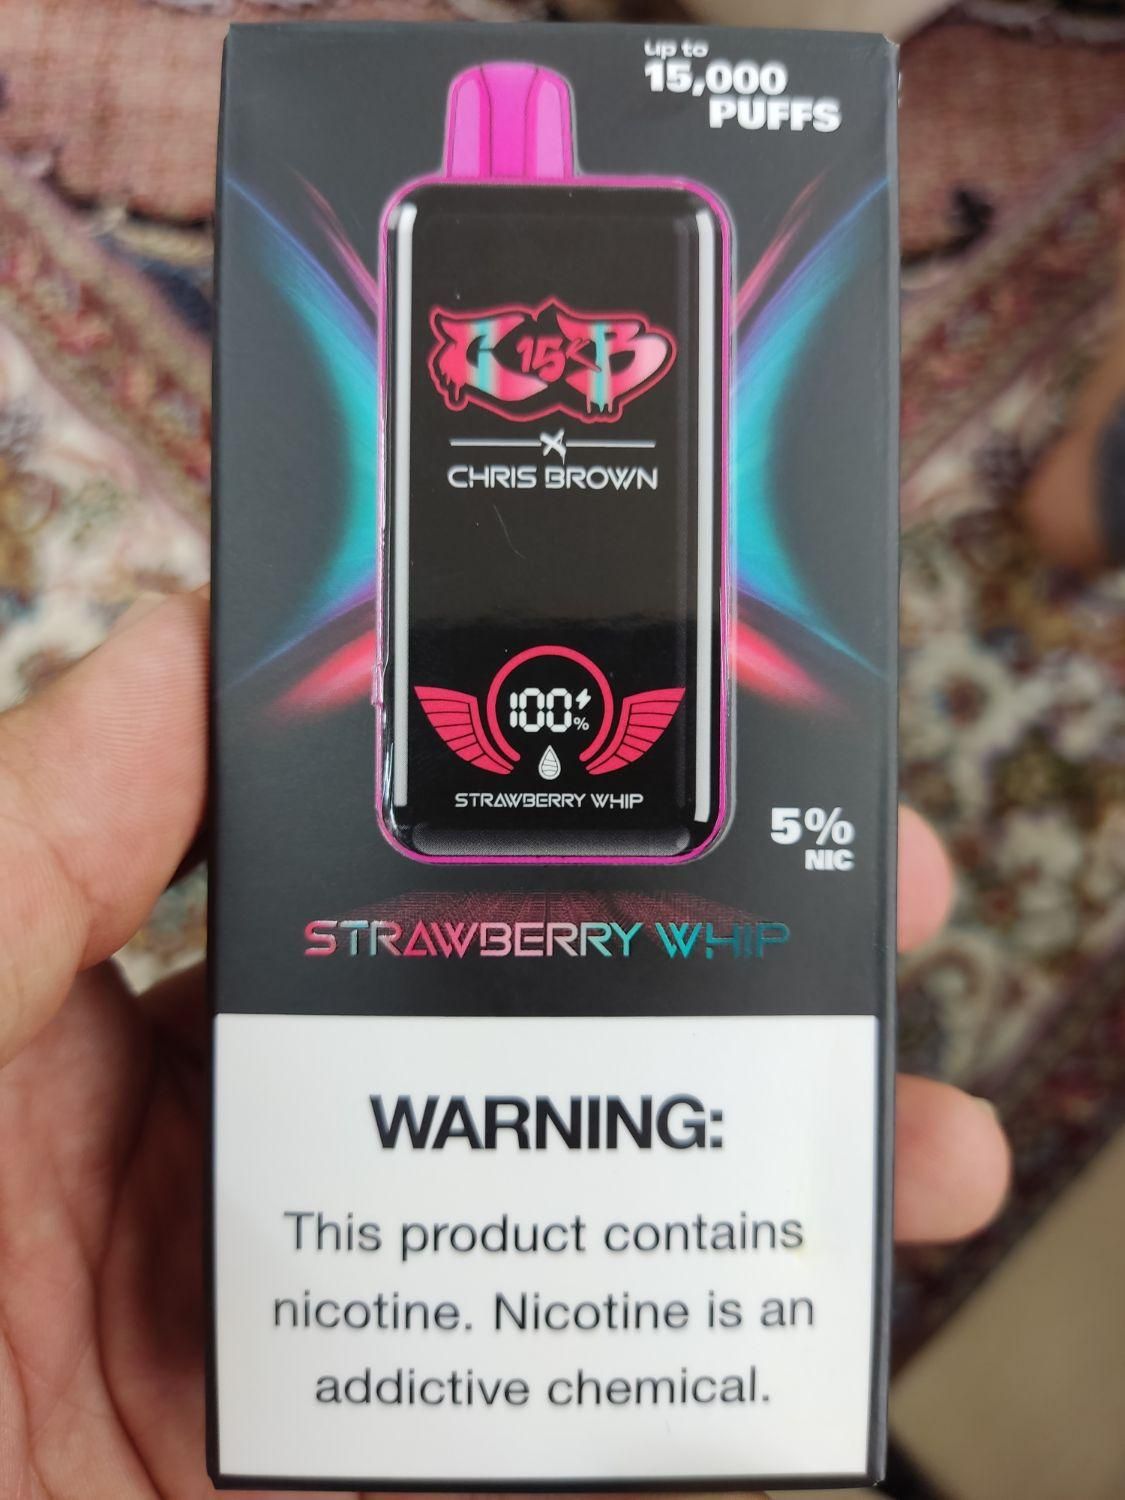 up to
15,000
PUFFS
C 15K B
X
CHRIS BROWN
100%
STRAWBERRY WHIP
5%
NIC
STRAWBERRY WHIP
WARNING:
This product contains
nicotine. Nicotine is an
addictive chemical.